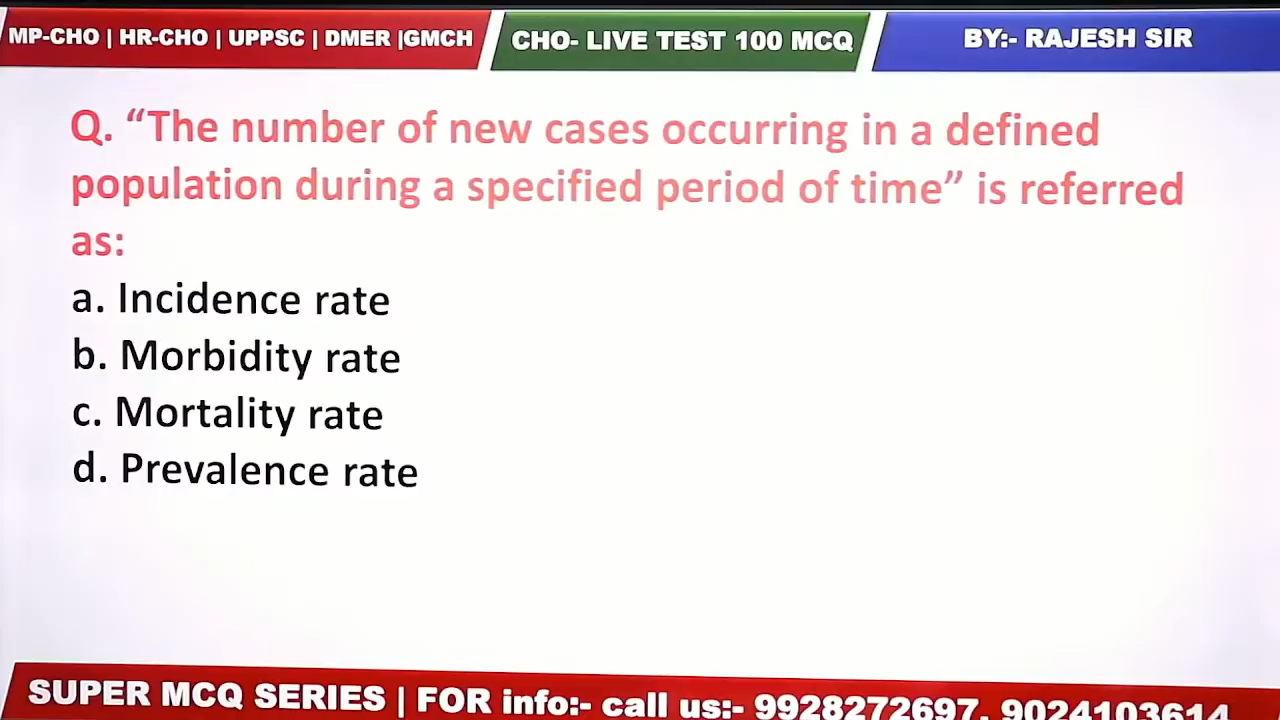 MP-CHO | HR-CHO | UPPSC | DMER |GMCH
CHO- LIVE TEST 100 MCQ
BY:- RAJESH SIR
Q. “The number of new cases occurring in a defined
population during a specified period of time” is referred
as:
a. Incidence rate
b. Morbidity rate
c. Mortality rate
d. Prevalence rate
SUPER MCQ SERIES | FOR info:- call us:- 9928272697, 9024103614